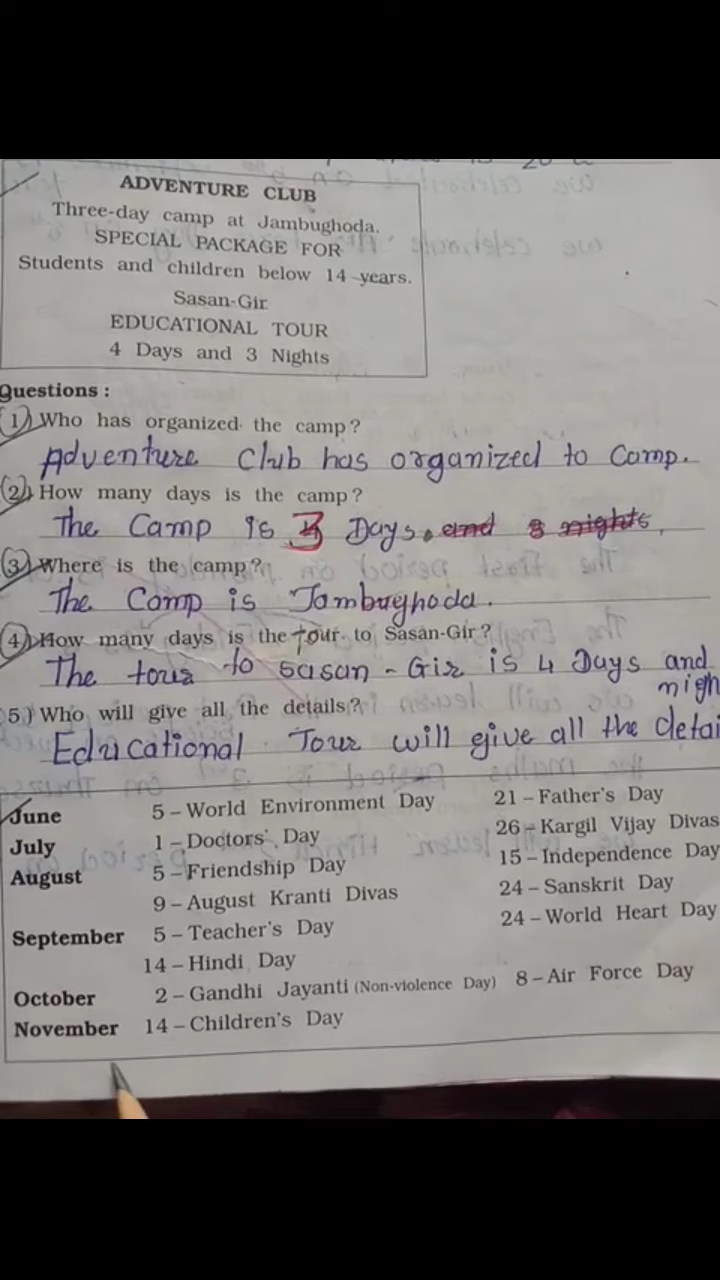 ADVENTURE CLUB
Three-day camp at Jambughoda.
SPECIAL PACKAGE FOR
Students and children below 14 years.
Sasan-Gir
EDUCATIONAL TOUR
4 Days and 3 Nights
Questions :
(1) Who has organized the camp?
Adventure Club has organized to Camp.
(2) How many days is the camp?
The Camp is 3 Days. and 3 nights.
(3) Where is the camp?
The Comp is Jambughoda.
(4) How many days is the tour to Sasan-Gir?
The tour to sasan-Gir is 4 Days and
nigh
5) Who will give all the details?
Educational Tour will give all the detai
June 5 – World Environment Day 21 – Father's Day
July 1 – Doctors' Day 26 – Kargil Vijay Divas
August 5 – Friendship Day 15 – Independence Day
9 – August Kranti Divas 24 – Sanskrit Day
September 5 – Teacher's Day 24 – World Heart Day
14 – Hindi Day
October 2 – Gandhi Jayanti (Non-violence Day) 8 – Air Force Day
November 14 – Children's Day